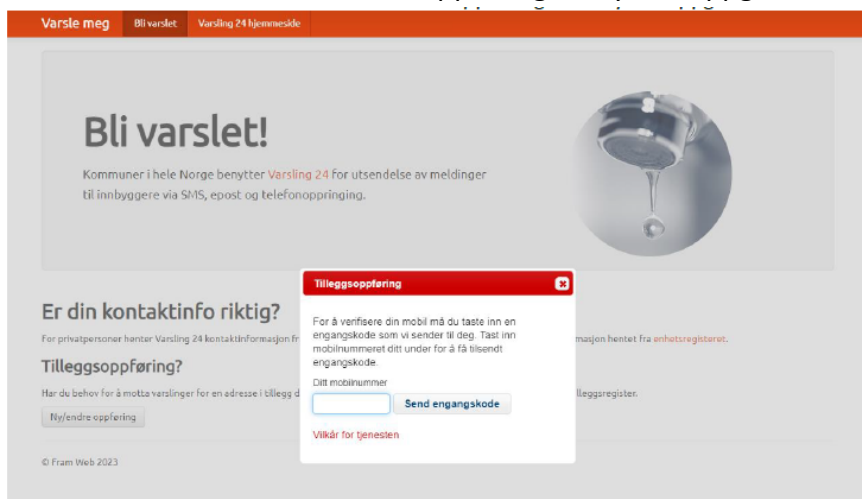 Varsle meg Bli varslet Varsling 24 hjemmeside
Bli varslet!
Kommuner i hele Norge benytter Varsling 24 for utsendelse av meldinger
til innbyggere via SMS, epost og telefonoppringing.
Tilleggsoppføring
For å verifisere din mobil må du taste inn en
engangskode som vi sender til deg. Tast inn
mobilnummeret ditt under for å få tilsendt
engangskode.
Ditt mobilnummer
Send engangskode
Vilkår for tjenesten
Er din kontaktinfo riktig?
For privatpersoner henter Varsling 24 kontaktinformasjon fr
masjon hentet fra enhetsregisteret.
Tilleggsoppføring?
Har du behov for å motta varslinger for en adresse i tillegg d
lleggsregister.
Ny/endre oppføring
© Fram Web 2023